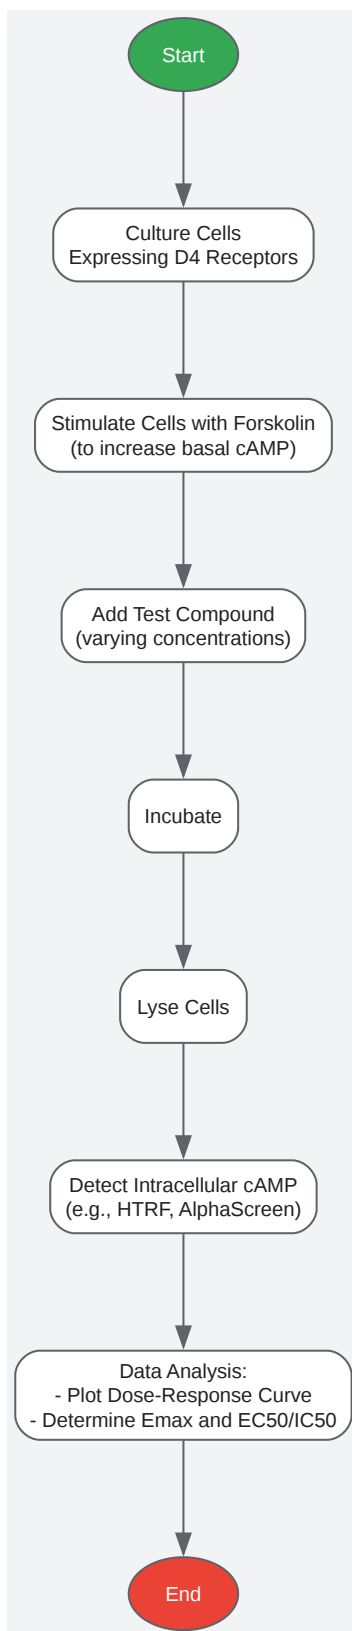 Start
Culture Cells
Expressing D4 Receptors
Stimulate Cells with Forskolin
(to increase basal cAMP)
Add Test Compound
(varying concentrations)
Incubate
Lyse Cells
Detect Intracellular cAMP
(e.g., HTRF, AlphaScreen)
Data Analysis:
- Plot Dose-Response Curve
- Determine Emax and EC50/IC50
End